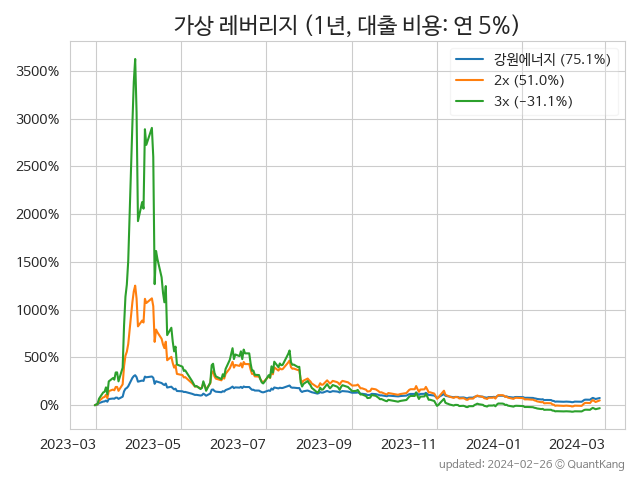 가상 레버리지 (1년, 대출 비용: 연 5%)
강원에너지 (75.1%)
2x (51.0%)
3x (-31.1%)
3500%
3000%
2500%
2000%
1500%
1000%
500%
0%
2023-03 2023-05 2023-07 2023-09 2023-11 2024-01 2024-03
updated: 2024-02-26 © QuantKang